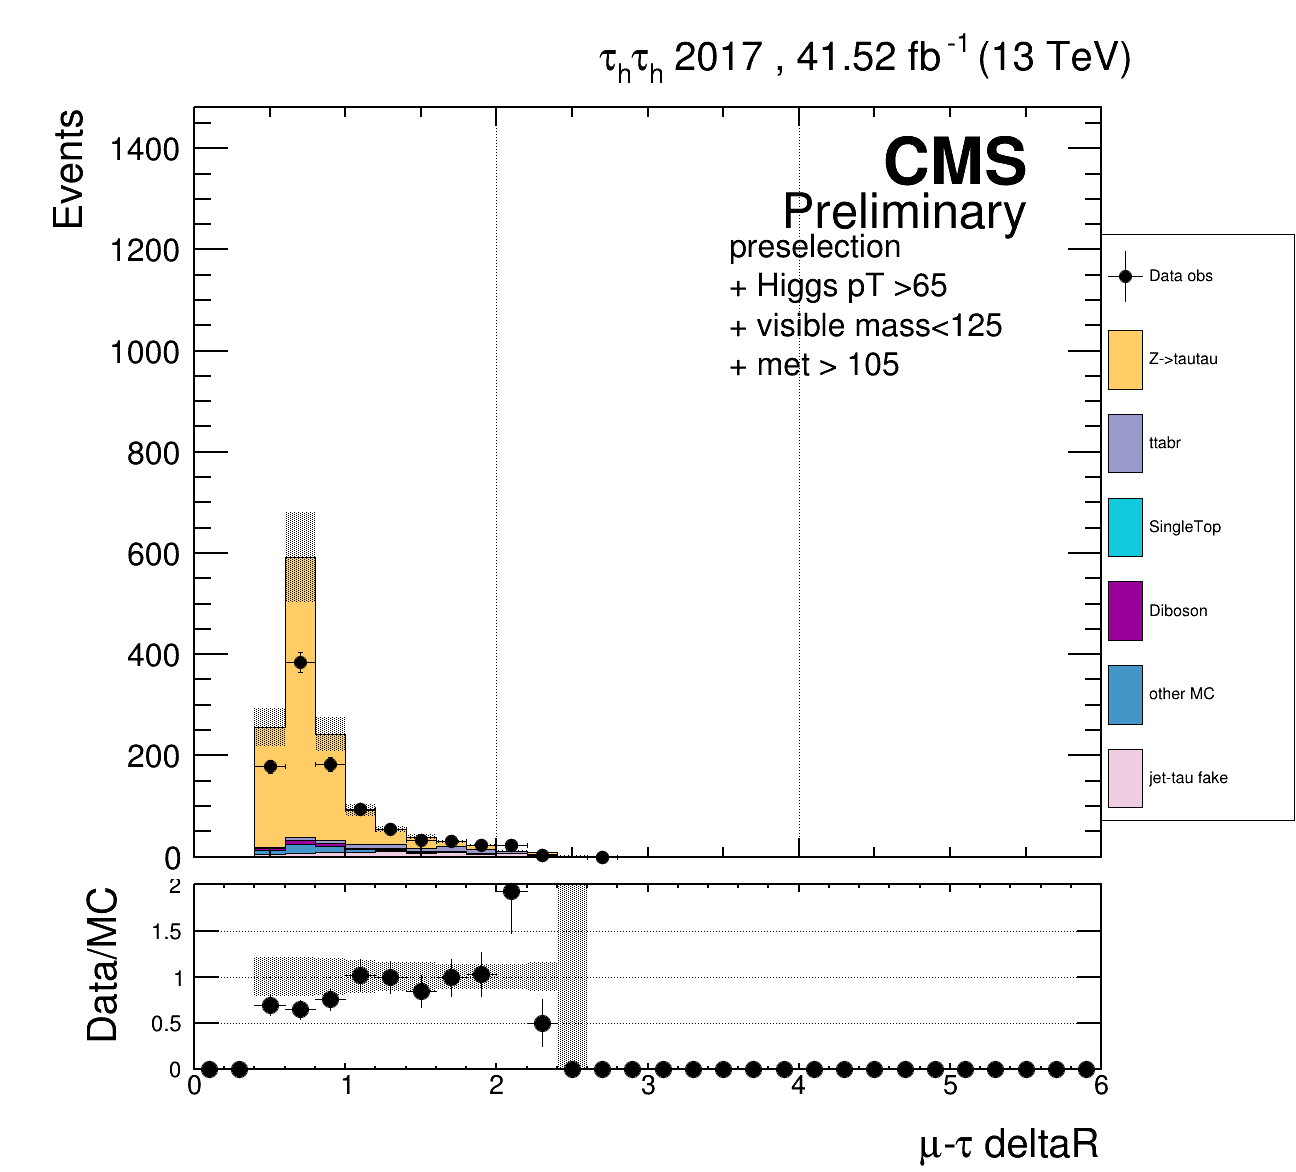 τhτh 2017 , 41.52 fb-1 (13 TeV)
Events
1400
1200
1000
800
600
400
200
0
CMS
Preliminary
preselection
+ Higgs pT >65
+ visible mass<125
+ met > 105
Data obs
Z->tautau
ttabr
SingleTop
Diboson
other MC
jet-tau fake
Data/MC
2
1.5
1
0.5
0
0 1 2 3 4 5 6
μ-τ deltaR